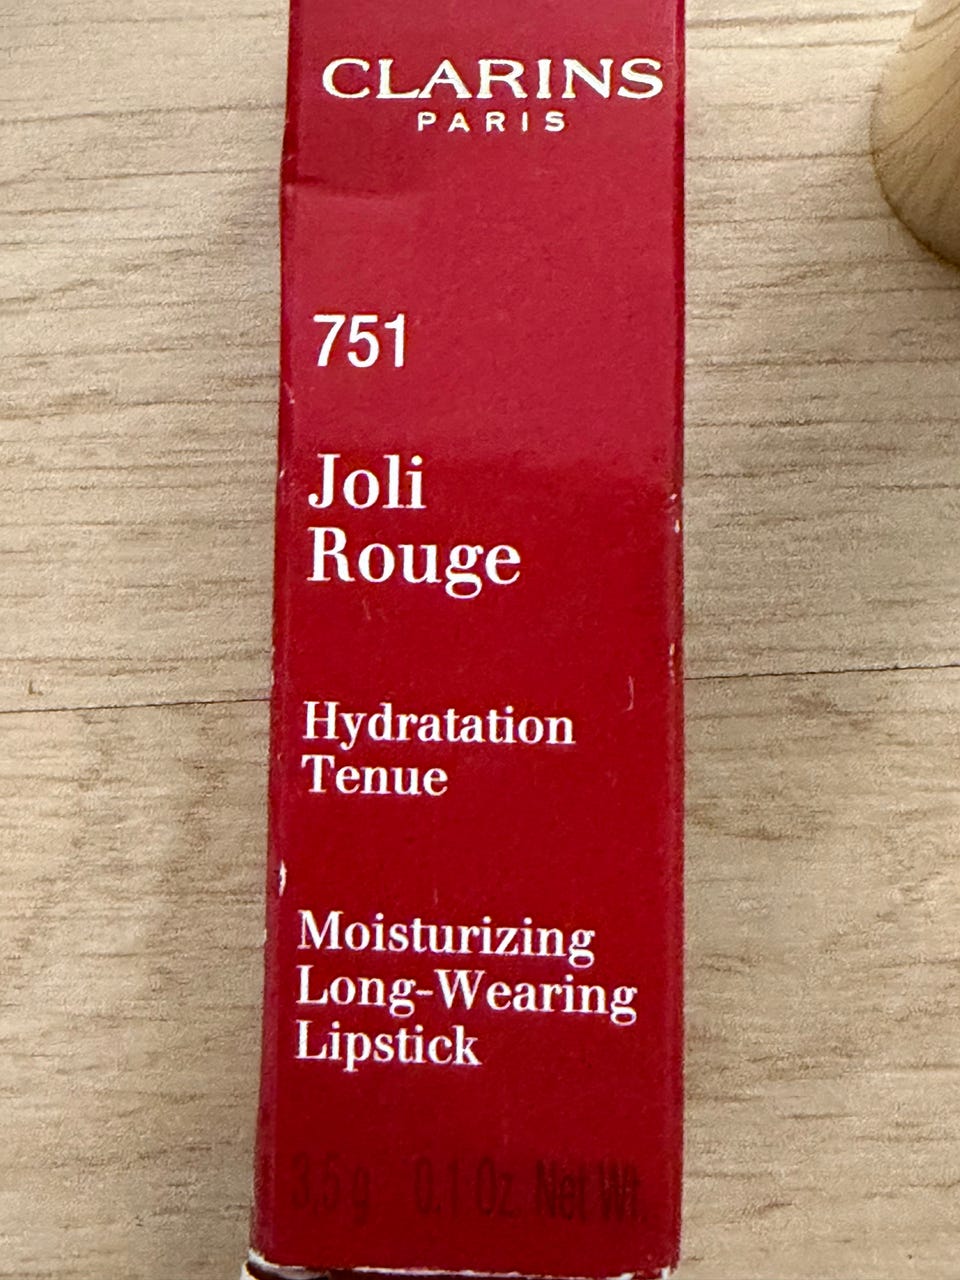 CLARINS
PARIS
751
Joli
Rouge
Hydratation
Tenue
Moisturizing
Long-Wearing
Lipstick
3,5 g 0.1 Oz. Net Wt.